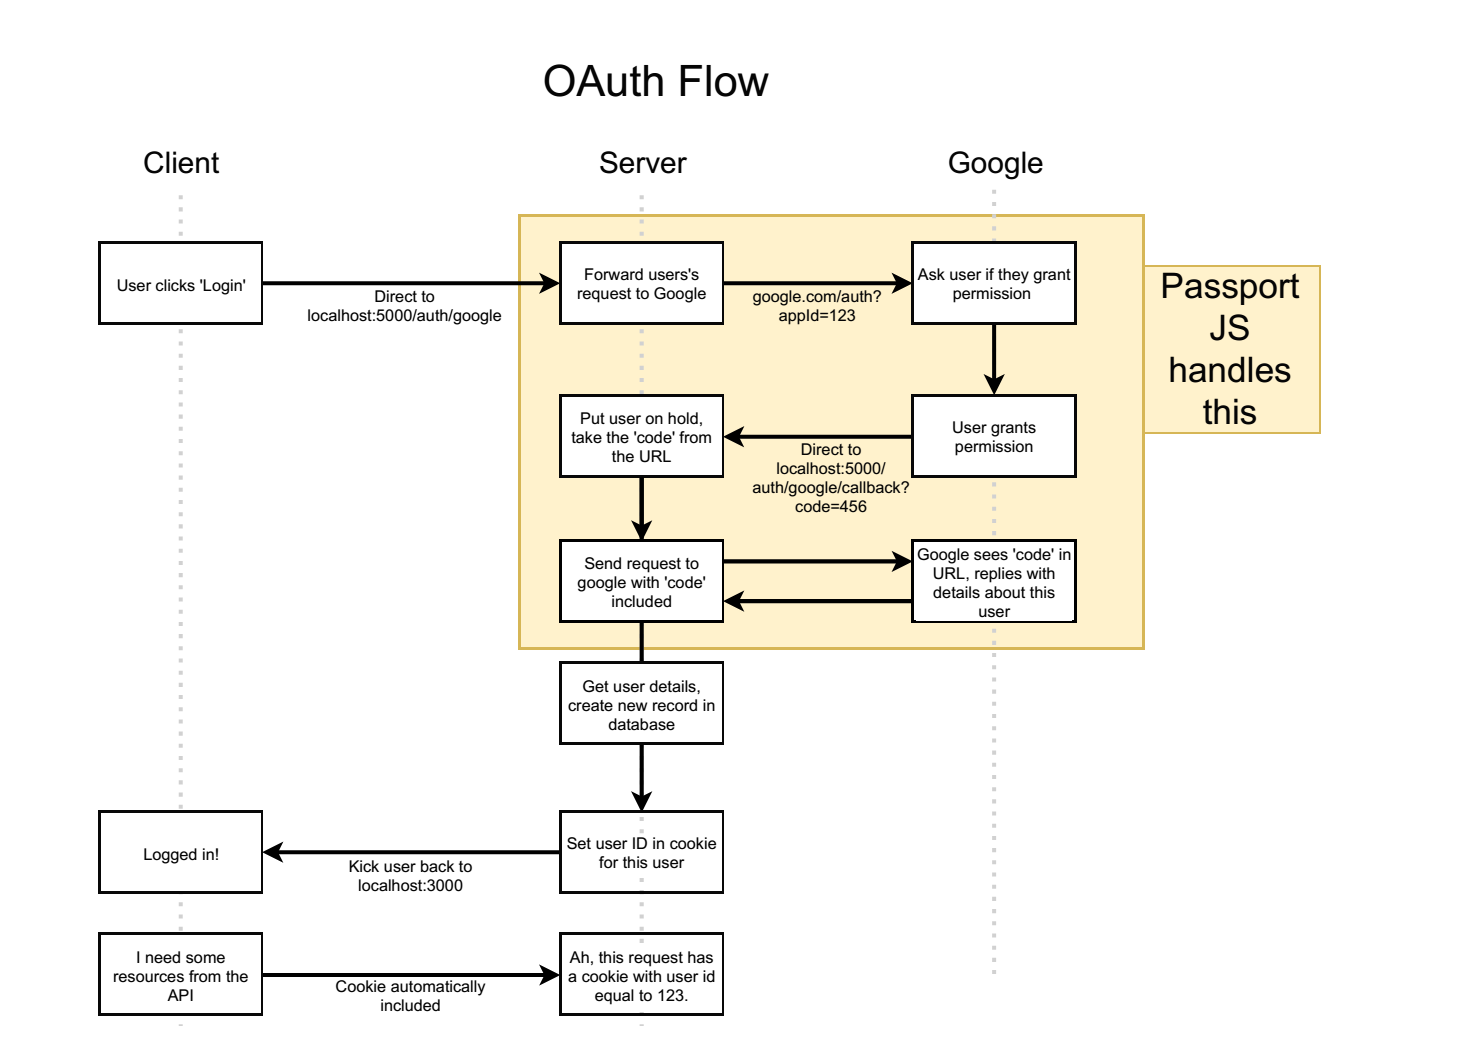 OAuth Flow
Client
Server
Google
User clicks 'Login'
Direct to
localhost:5000/auth/google
Forward users's
request to Google
google.com/auth?
appId=123
Ask user if they grant
permission
Passport
JS
handles
this
Put user on hold,
take the 'code' from
the URL
Direct to
localhost:5000/
auth/google/callback?
code=456
User grants
permission
Send request to
google with 'code'
included
Google sees 'code' in
URL, replies with
details about this
user
Get user details,
create new record in
database
Logged in!
Kick user back to
localhost:3000
Set user ID in cookie
for this user
I need some
resources from the
API
Cookie automatically
included
Ah, this request has
a cookie with user id
equal to 123.